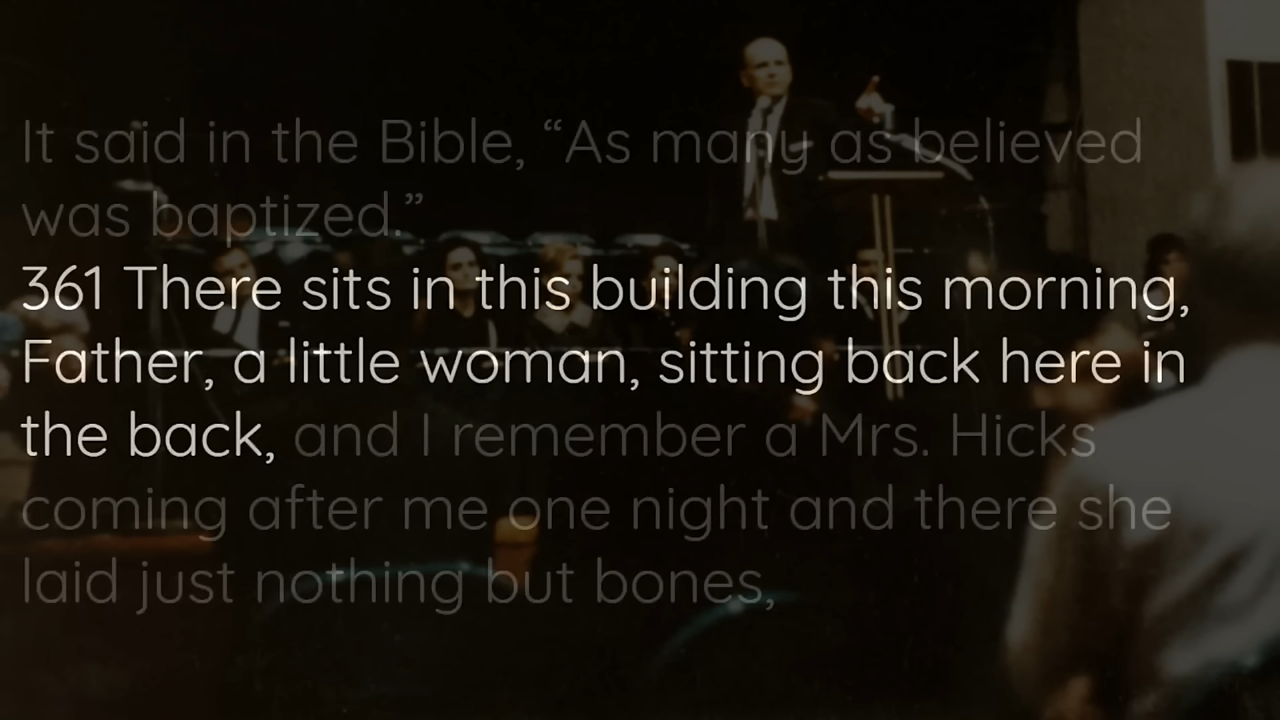 It said in the Bible, “As many as believed
was baptized.”
361 There sits in this building this morning,
Father, a little woman, sitting back here in
the back, and I remember a Mrs. Hicks
coming after me one night and there she
laid just nothing but bones,